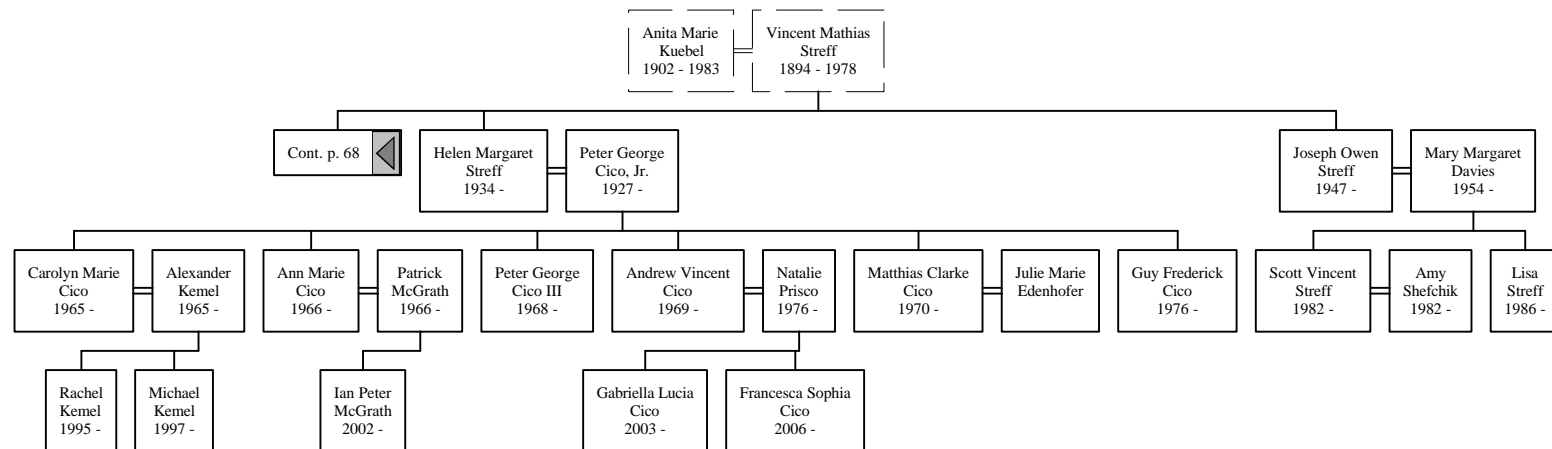 Anita Marie
Kuebel
1902 - 1983
Vincent Mathias
Streff
1894 - 1978
Cont. p. 68
Helen Margaret
Streff
1934 -
Peter George
Cico, Jr.
1927 -
Joseph Owen
Streff
1947 -
Mary Margaret
Davies
1954 -
Carolyn Marie
Cico
1965 -
Alexander
Kemel
1965 -
Ann Marie
Cico
1966 -
Patrick
McGrath
1966 -
Peter George
Cico III
1968 -
Andrew Vincent
Cico
1969 -
Natalie
Prisco
1976 -
Matthias Clarke
Cico
1970 -
Julie Marie
Edenhofer
Guy Frederick
Cico
1976 -
Scott Vincent
Streff
1982 -
Amy
Shefchik
1982 -
Lisa
Streff
1986 -
Rachel
Kemel
1995 -
Michael
Kemel
1997 -
Ian Peter
McGrath
2002 -
Gabriella Lucia
Cico
2003 -
Francesca Sophia
Cico
2006 -